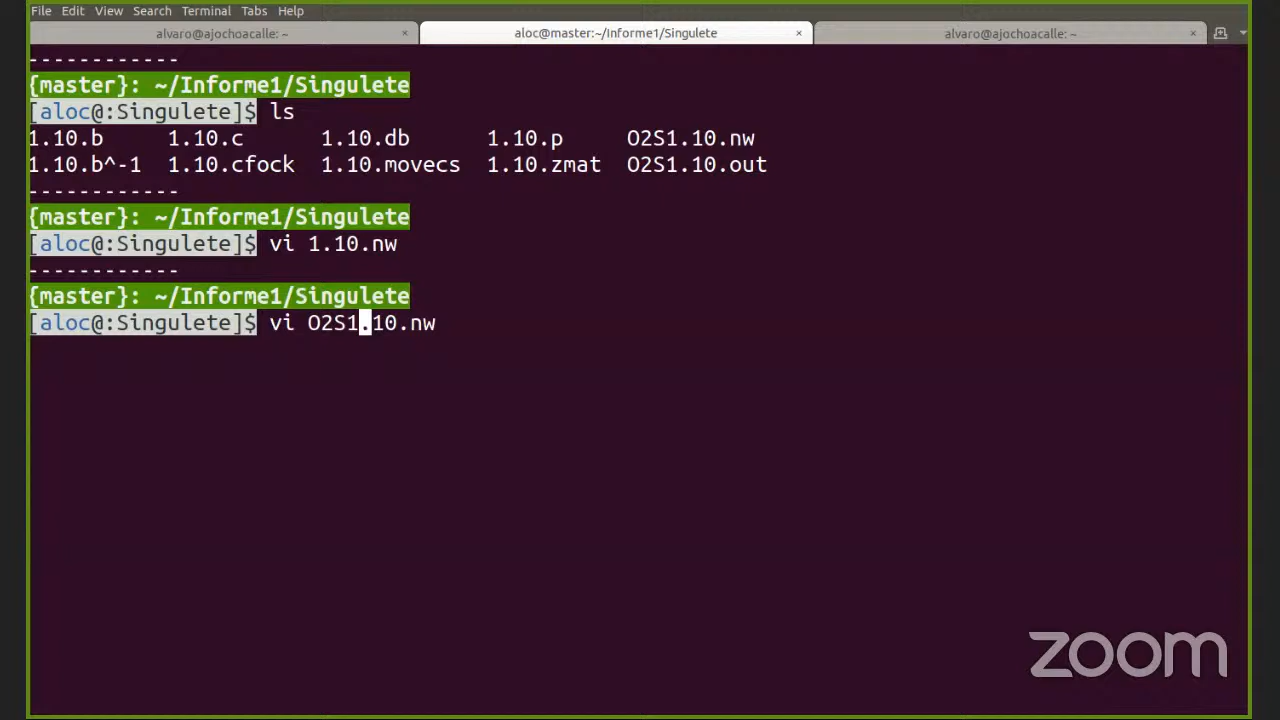 File Edit View Search Terminal Tabs Help
alvaro@ajochoacalle: ~ × aloc@master:~/Informe1/Singulete × alvaro@ajochoacalle: ~ ×
------------
{master}: ~/Informe1/Singulete
[aloc@:Singulete]$ ls
1.10.b 1.10.c 1.10.db 1.10.p O2S1.10.nw
1.10.b^-1 1.10.cfock 1.10.movecs 1.10.zmat O2S1.10.out
------------
{master}: ~/Informe1/Singulete
[aloc@:Singulete]$ vi 1.10.nw
------------
{master}: ~/Informe1/Singulete
[aloc@:Singulete]$ vi O2S1.10.nw
zoom